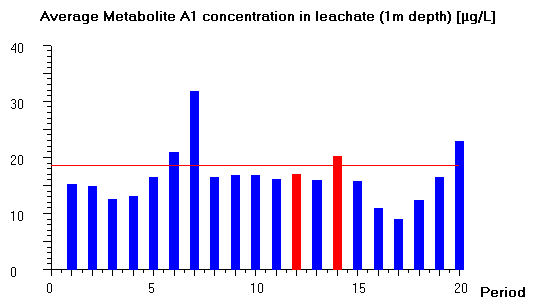 Average Metabolite A1 concentration in leachate (1m depth) [µg/L]
40
30
20
10
0
0 5 10 15 20
Period